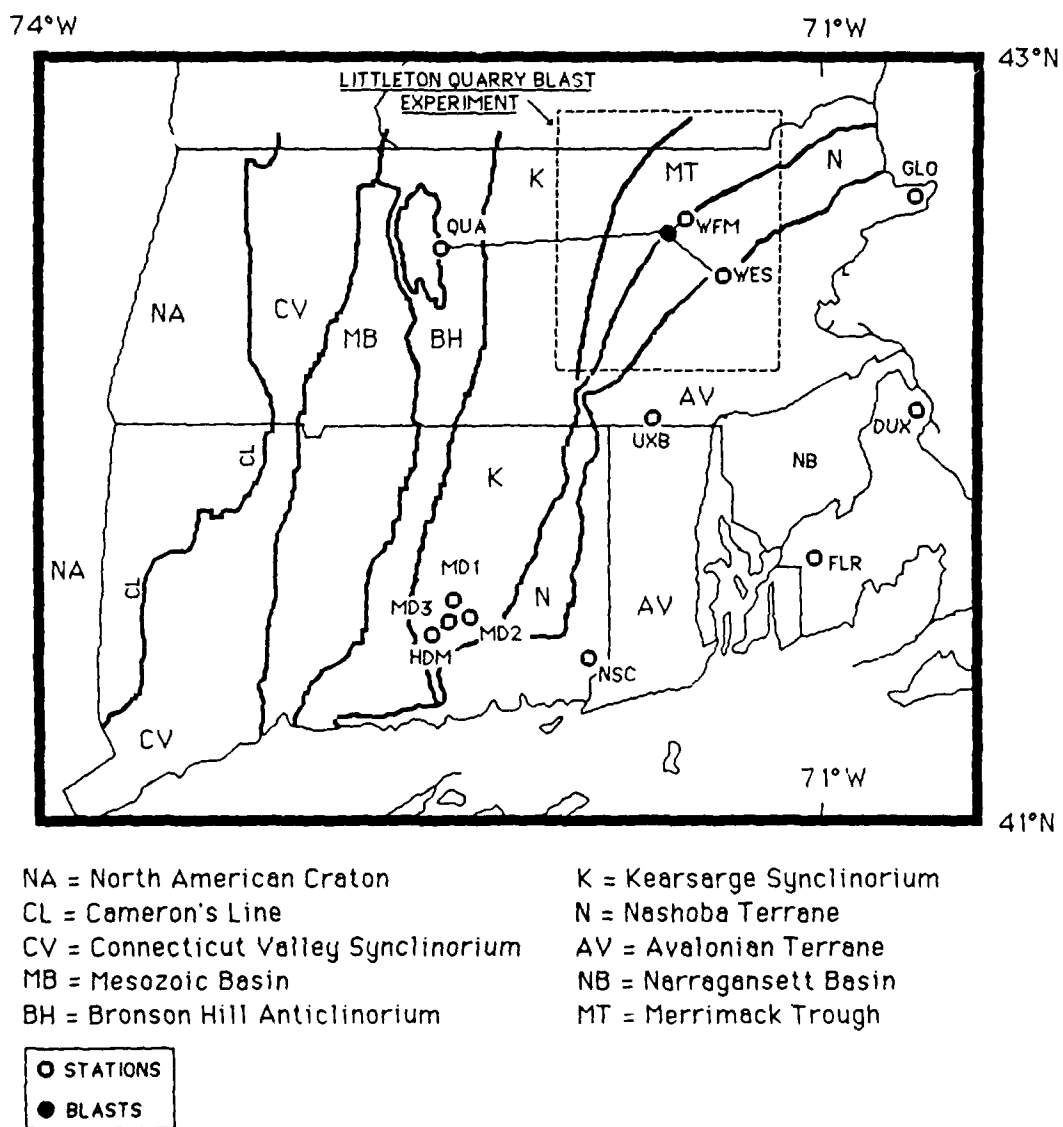 74°W
71°W
43°N
LITTLETON QUARRY BLAST
EXPERIMENT
K
MT
N
GLO
QUA
WFM
WES
NA
CV
MB
BH
AV
UXB
DUX
CL
NB
K
NA
CL
MD1
FLR
MD3
N
AV
MD2
HDM
NSC
CV
71°W
41°N
NA = North American Craton
CL = Cameron's Line
CV = Connecticut Valley Synclinorium
MB = Mesozoic Basin
BH = Bronson Hill Anticlinorium
K = Kearsarge Synclinorium
N = Nashoba Terrane
AV = Avalonian Terrane
NB = Narragansett Basin
MT = Merrimack Trough
STATIONS
BLASTS